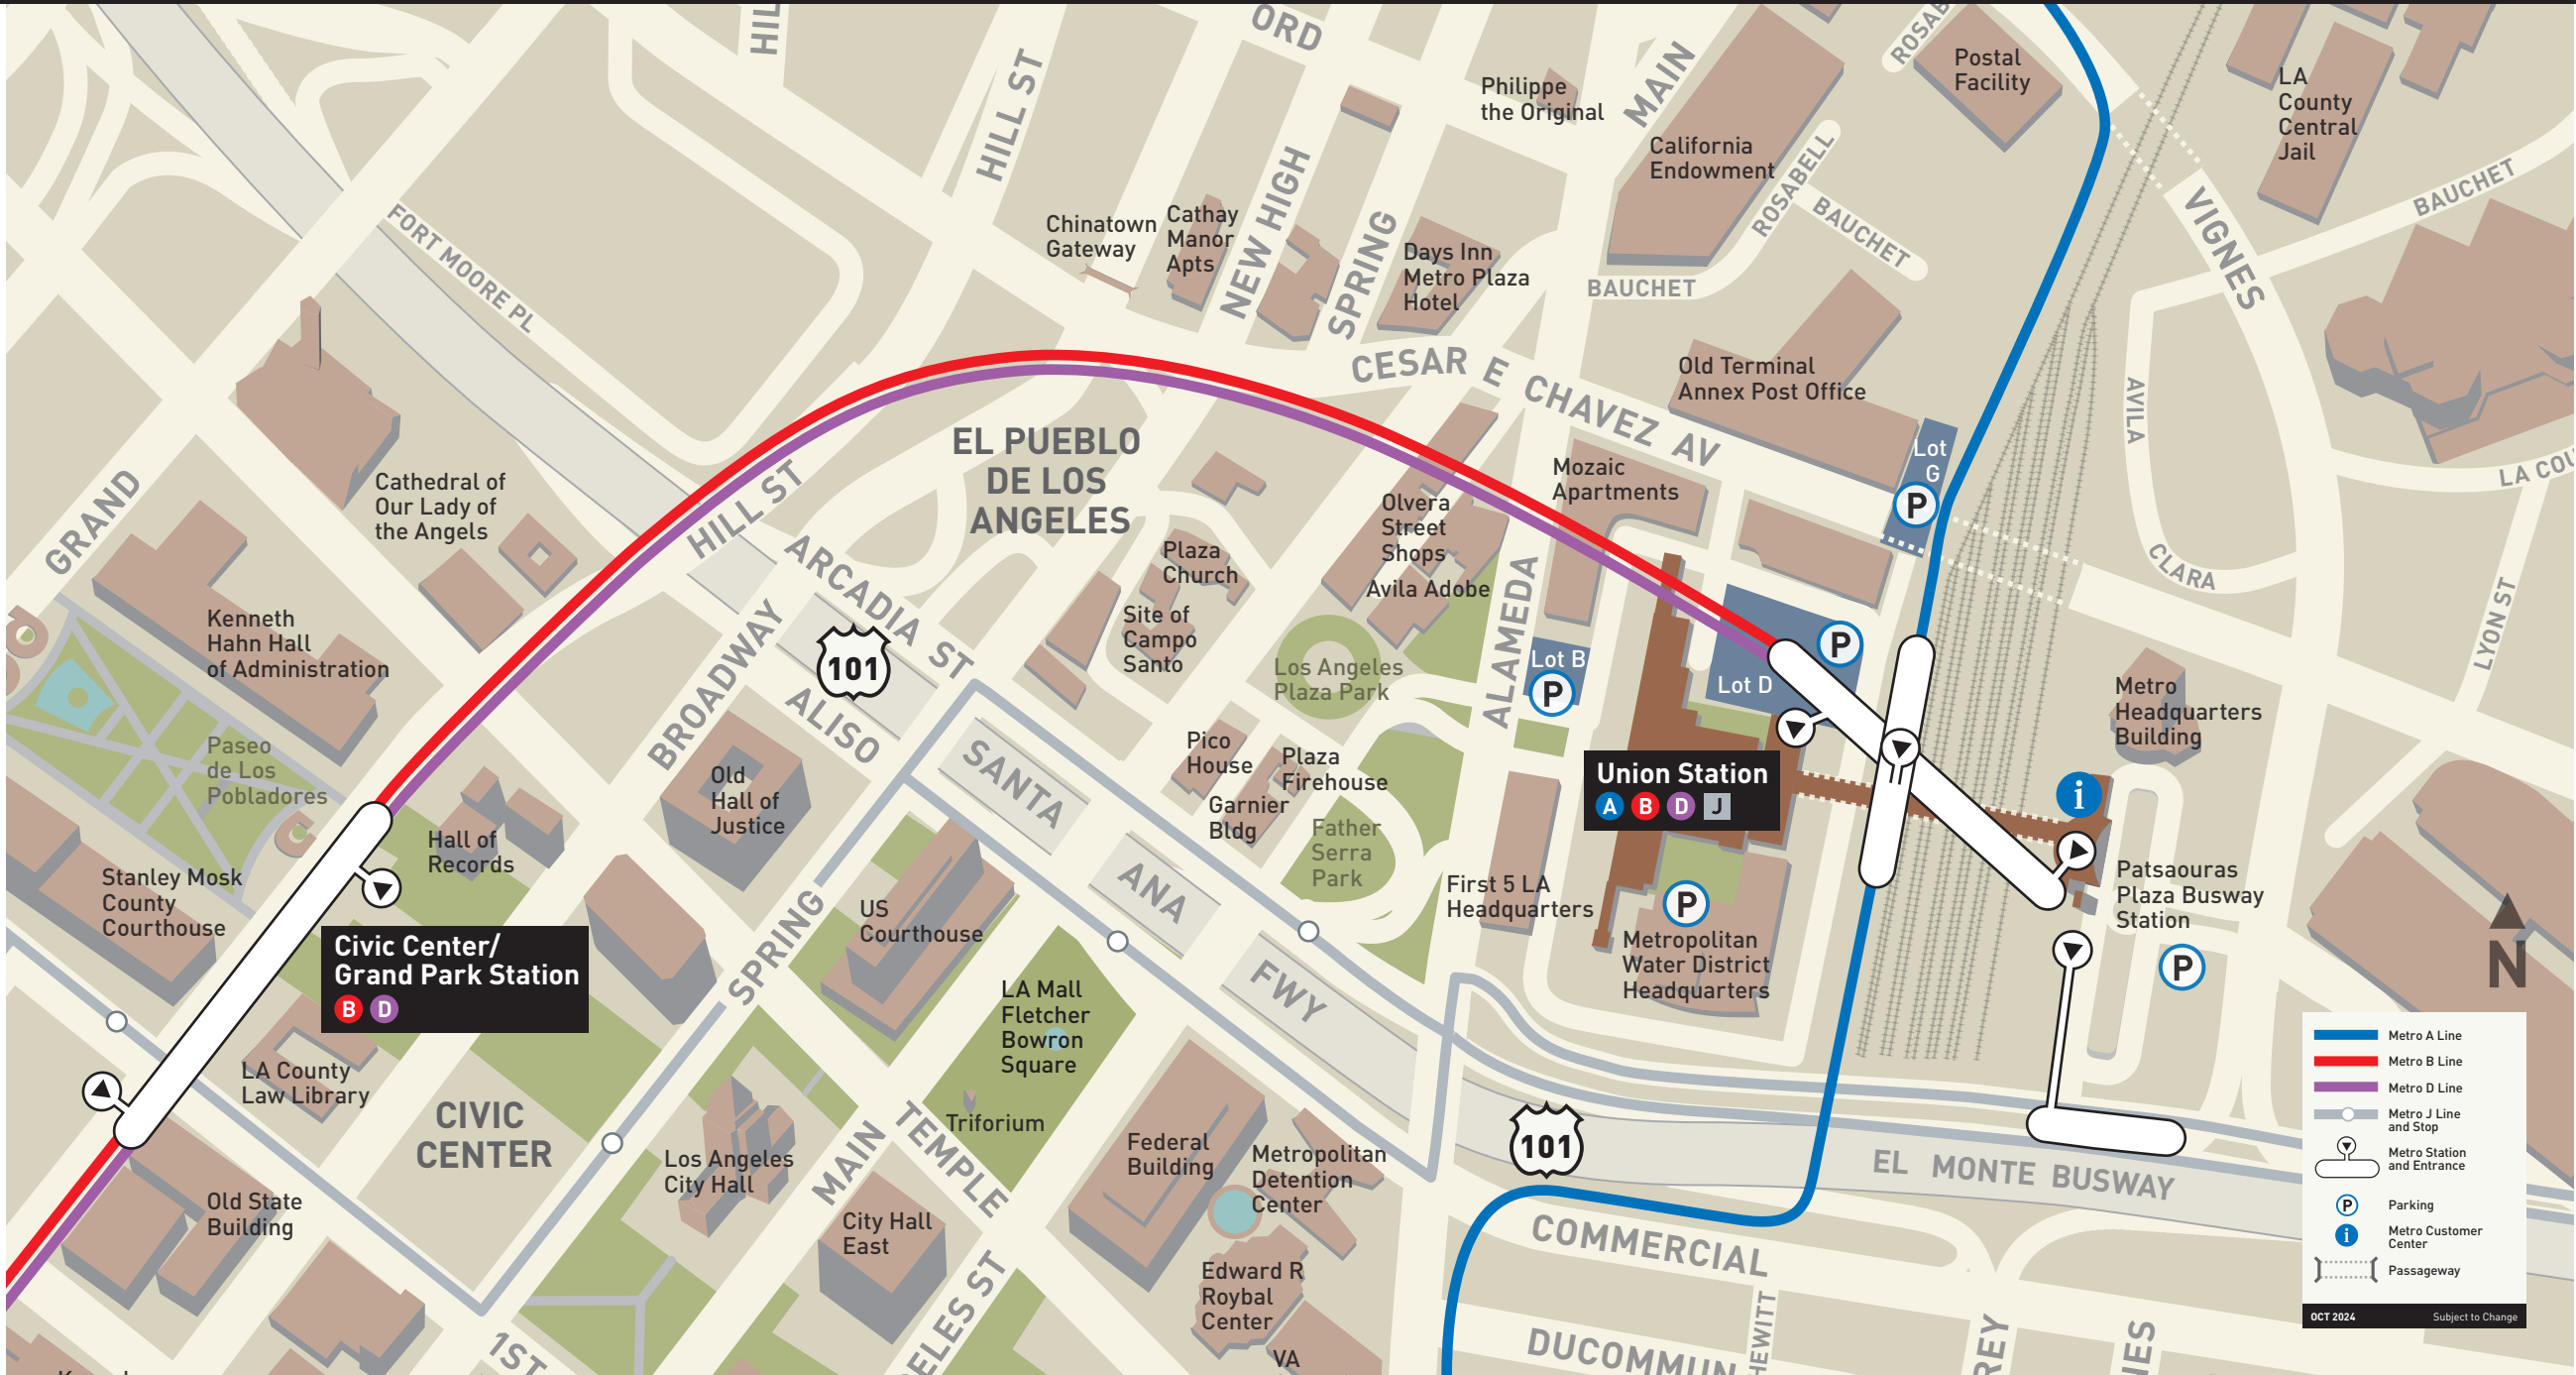 HIL
ORD
HILL ST
MAIN
Philippe
the Original
California
Endowment
ROSAB
Postal
Facility
LA
County
Central
Jail
BAUCHET
VIGNES
ROSABELL
BAUCHET
BAUCHET
FORT MOORE PL
Chinatown
Gateway
Cathay
Manor
Apts
NEW HIGH
SPRING
Days Inn
Metro Plaza
Hotel
CESAR E CHAVEZ AV
Old Terminal
Annex Post Office
AVILA
Lot
G
P
LA COU
CLARA
LYON ST
GRAND
Cathedral of
Our Lady of
the Angels
HILL ST
EL PUEBLO
DE LOS
ANGELES
ARCADIA ST
Plaza
Church
Site of
Campo
Santo
Olvera
Street
Shops
Avila Adobe
Mozaic
Apartments
ALAMEDA
Kenneth
Hahn Hall
of Administration
BROADWAY
101
ALISO
Los Angeles
Plaza Park
Lot B
P
P
Lot D
Metro
Headquarters
Building
Paseo
de Los
Pobladores
Old
Hall of
Justice
SANTA
ANA
FWY
Pico
House
Plaza
Firehouse
Garnier
Bldg
Father
Serra
Park
Union Station
A B D J
i
Hall of
Records
Stanley Mosk
County
Courthouse
US
Courthouse
SPRING
First 5 LA
Headquarters
P
Metropolitan
Water District
Headquarters
Patsaouras
Plaza Busway
Station
P
N
Civic Center/
Grand Park Station
B D
LA Mall
Fletcher
Bowron
Square
Triforium
LA County
Law Library
CIVIC
CENTER
Los Angeles
City Hall
MAIN
TEMPLE
Federal
Building
Metropolitan
Detention
Center
101
EL MONTE BUSWAY
Old State
Building
City Hall
East
Edward R
Roybal
Center
COMMERCIAL
1ST
ELES ST
VA
DUCOMMUN
HEWITT
REY
NES
Metro A Line
Metro B Line
Metro D Line
Metro J Line
and Stop
Metro Station
and Entrance
P
Parking
i
Metro Customer
Center
Passageway
OCT 2024
Subject to Change